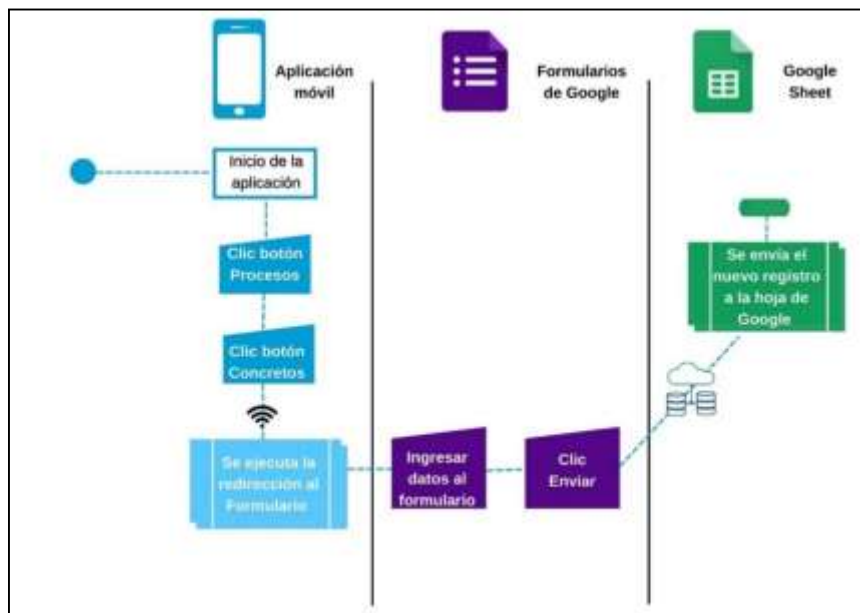 Aplicación
móvil
Formularios
de Google
Google
Sheet
Inicio de la
aplicación
Clic botón
Procesos
Clic botón
Concretos
Se ejecuta la
redirección al
Formulario
Ingresar
datos al
formulario
Clic
Enviar
Se envía el
nuevo registro
a la hoja de
Google